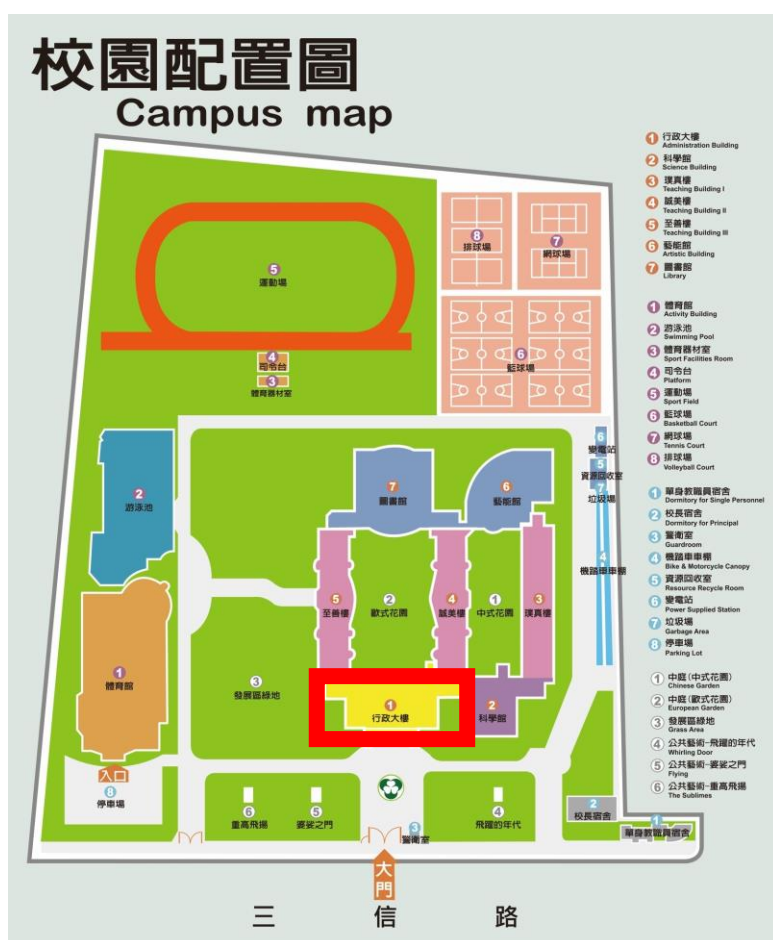 校園配置圖
Campus map
1 行政大樓
Administration Building
2 科學館
Science Building
3 璞真樓
Teaching Building I
4 誠美樓
Teaching Building II
5 至善樓
Teaching Building III
6 藝能館
Artistic Building
7 圖書館
Library
1 體育館
Activity Building
2 游泳池
Swimming Pool
3 體育器材室
Sport Facilities Room
4 司令台
Platform
5 運動場
Sport Field
6 籃球場
Basketball Court
7 網球場
Tennis Court
8 排球場
Volleyball Court
1 單身教職員宿舍
Dormitory for Single Personnel
2 校長宿舍
Dormitory for Principal
3 警衛室
Guardroom
4 機踏車車棚
Bike & Motorcycle Canopy
5 資源回收室
Resource Recycle Room
6 變電站
Power Supplied Station
7 垃圾場
Garbage Area
8 停車場
Parking Lot
1 中庭(中式花園)
Chinese Garden
2 中庭(歐式花園)
European Garden
3 發展區綠地
Grass Area
4 公共藝術-飛躍的年代
Whirling Door
5 公共藝術-婆娑之門
Flying
6 公共藝術-重高飛揚
The Sublimes
8
排球場
7
網球場
5
運動場
6
籃球場
4
司令台
3
體育器材室
6
變電站
5
資源回收室
7
垃圾場
4
機踏車車棚
2
游泳池
7
圖書館
6
藝能館
5
至善樓
2
歐式花園
4
誠美樓
1
中式花園
3
璞真樓
1
體育館
3
發展區綠地
1
行政大樓
2
科學館
入口
8
停車場
6
重高飛揚
5
婆娑之門
3
警衛室
4
飛躍的年代
2
校長宿舍
1
單身教職員宿舍
大門
三信路